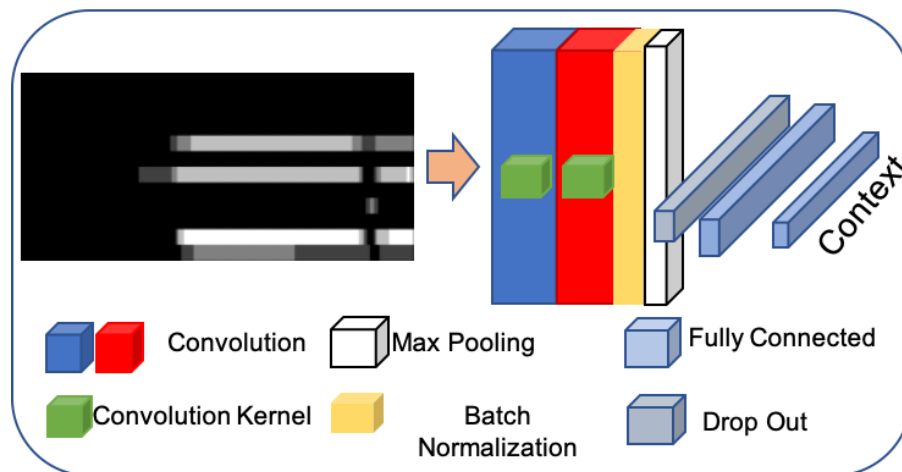 Context
Convolution
Max Pooling
Fully Connected
Convolution Kernel
Batch
Normalization
Drop Out